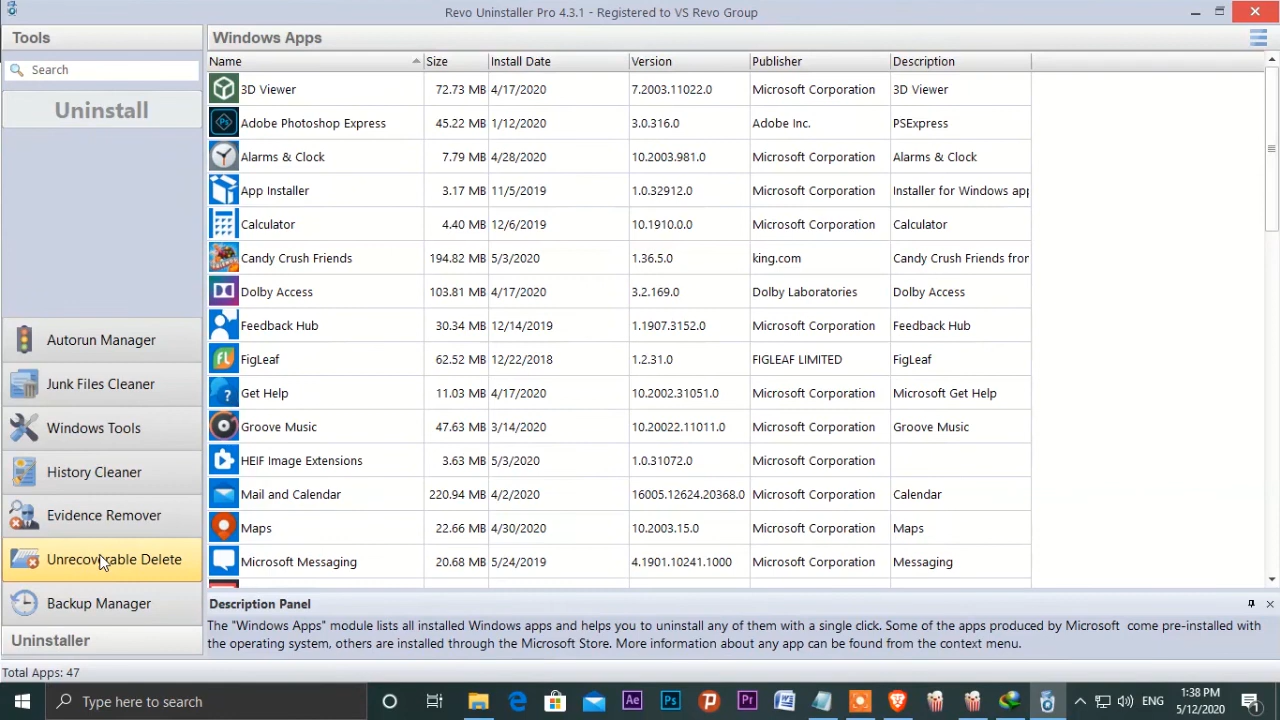 Revo Uninstaller Pro 4.3.1 - Registered to VS Revo Group
Tools
Search
Uninstall
Autorun Manager
Junk Files Cleaner
Windows Tools
History Cleaner
Evidence Remover
Unrecoverable Delete
Backup Manager
Uninstaller
Windows Apps
Name Size Install Date Version Publisher Description
3D Viewer 72.73 MB 4/17/2020 7.2003.11022.0 Microsoft Corporation 3D Viewer
Adobe Photoshop Express 45.22 MB 1/12/2020 3.0.316.0 Adobe Inc. PSExpress
Alarms & Clock 7.79 MB 4/28/2020 10.2003.981.0 Microsoft Corporation Alarms & Clock
App Installer 3.17 MB 11/5/2019 1.0.32912.0 Microsoft Corporation Installer for Windows app
Calculator 4.40 MB 12/6/2019 10.1910.0.0 Microsoft Corporation Calculator
Candy Crush Friends 194.82 MB 5/3/2020 1.36.5.0 king.com Candy Crush Friends from
Dolby Access 103.81 MB 4/17/2020 3.2.169.0 Dolby Laboratories Dolby Access
Feedback Hub 30.34 MB 12/14/2019 1.1907.3152.0 Microsoft Corporation Feedback Hub
FL FigLeaf 62.52 MB 12/22/2018 1.2.31.0 FIGLEAF LIMITED FigLeaf
Get Help 11.03 MB 4/17/2020 10.2002.31051.0 Microsoft Corporation Microsoft Get Help
Groove Music 47.63 MB 3/14/2020 10.20022.11011.0 Microsoft Corporation Groove Music
HEIF Image Extensions 3.63 MB 5/3/2020 1.0.31072.0 Microsoft Corporation
Mail and Calendar 220.94 MB 4/2/2020 16005.12624.20368.0 Microsoft Corporation Calendar
Maps 22.66 MB 4/30/2020 10.2003.15.0 Microsoft Corporation Maps
Microsoft Messaging 20.68 MB 5/24/2019 4.1901.10241.1000 Microsoft Corporation Messaging
Description Panel
The "Windows Apps" module lists all installed Windows apps and helps you to uninstall any of them with a single click. Some of the apps produced by Microsoft come pre-installed with
the operating system, others are installed through the Microsoft Store. More information about any app can be found from the context menu.
Total Apps: 47
Type here to search
Ae Ps Pr
ENG
1:38 PM
5/12/2020
1